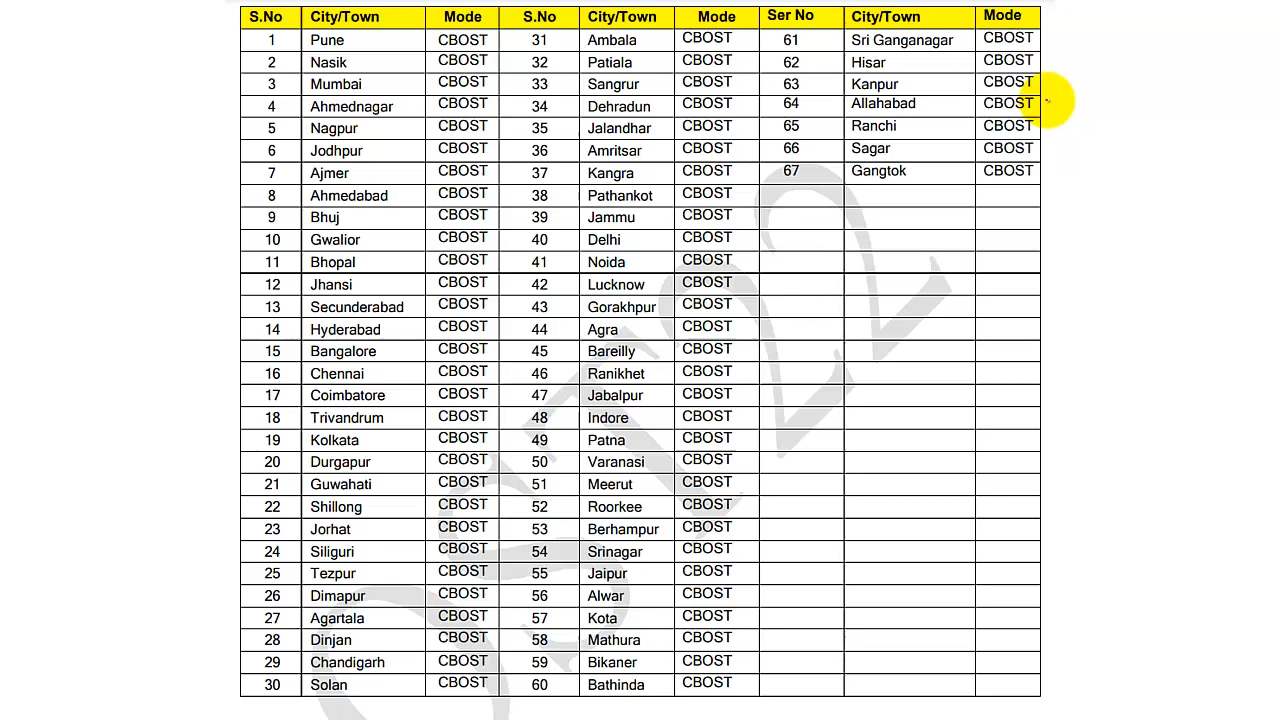 S.No City/Town Mode S.No City/Town Mode Ser No City/Town Mode
1 Pune CBOST 31 Ambala CBOST 61 Sri Ganganagar CBOST
2 Nasik CBOST 32 Patiala CBOST 62 Hisar CBOST
3 Mumbai CBOST 33 Sangrur CBOST 63 Kanpur CBOST
4 Ahmednagar CBOST 34 Dehradun CBOST 64 Allahabad CBOST
5 Nagpur CBOST 35 Jalandhar CBOST 65 Ranchi CBOST
6 Jodhpur CBOST 36 Amritsar CBOST 66 Sagar CBOST
7 Ajmer CBOST 37 Kangra CBOST 67 Gangtok CBOST
8 Ahmedabad CBOST 38 Pathankot CBOST
9 Bhuj CBOST 39 Jammu CBOST
10 Gwalior CBOST 40 Delhi CBOST
11 Bhopal CBOST 41 Noida CBOST
12 Jhansi CBOST 42 Lucknow CBOST
13 Secunderabad CBOST 43 Gorakhpur CBOST
14 Hyderabad CBOST 44 Agra CBOST
15 Bangalore CBOST 45 Bareilly CBOST
16 Chennai CBOST 46 Ranikhet CBOST
17 Coimbatore CBOST 47 Jabalpur CBOST
18 Trivandrum CBOST 48 Indore CBOST
19 Kolkata CBOST 49 Patna CBOST
20 Durgapur CBOST 50 Varanasi CBOST
21 Guwahati CBOST 51 Meerut CBOST
22 Shillong CBOST 52 Roorkee CBOST
23 Jorhat CBOST 53 Berhampur CBOST
24 Siliguri CBOST 54 Srinagar CBOST
25 Tezpur CBOST 55 Jaipur CBOST
26 Dimapur CBOST 56 Alwar CBOST
27 Agartala CBOST 57 Kota CBOST
28 Dinjan CBOST 58 Mathura CBOST
29 Chandigarh CBOST 59 Bikaner CBOST
30 Solan CBOST 60 Bathinda CBOST